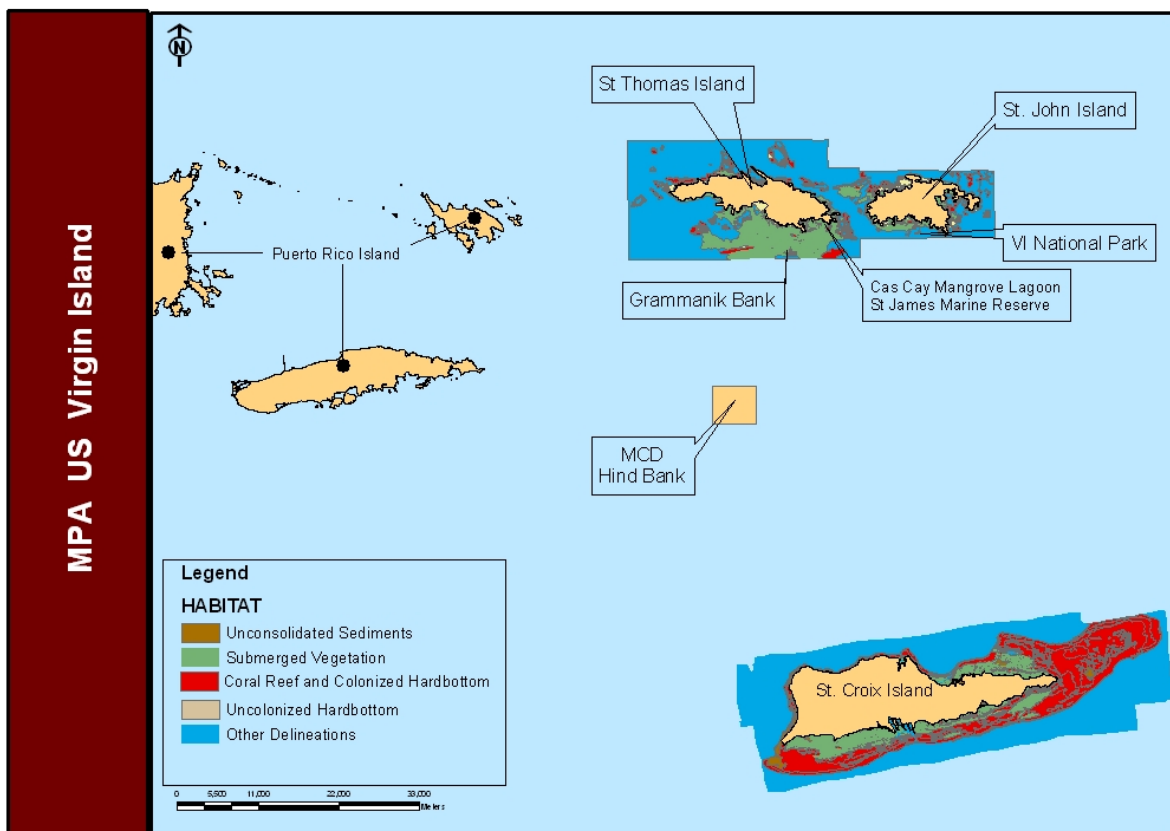 MPA US Virgin Island
N
St Thomas Island
St. John Island
Puerto Rico Island
VI National Park
Grammanik Bank
Cas Cay Mangrove Lagoon
St James Marine Reserve
MCD
Hind Bank
St. Croix Island
Legend
HABITAT
Unconsolidated Sediments
Submerged Vegetation
Coral Reef and Colonized Hardbottom
Uncolonized Hardbottom
Other Delineations
0 5,500 11,000 22,000 33,000
Meters